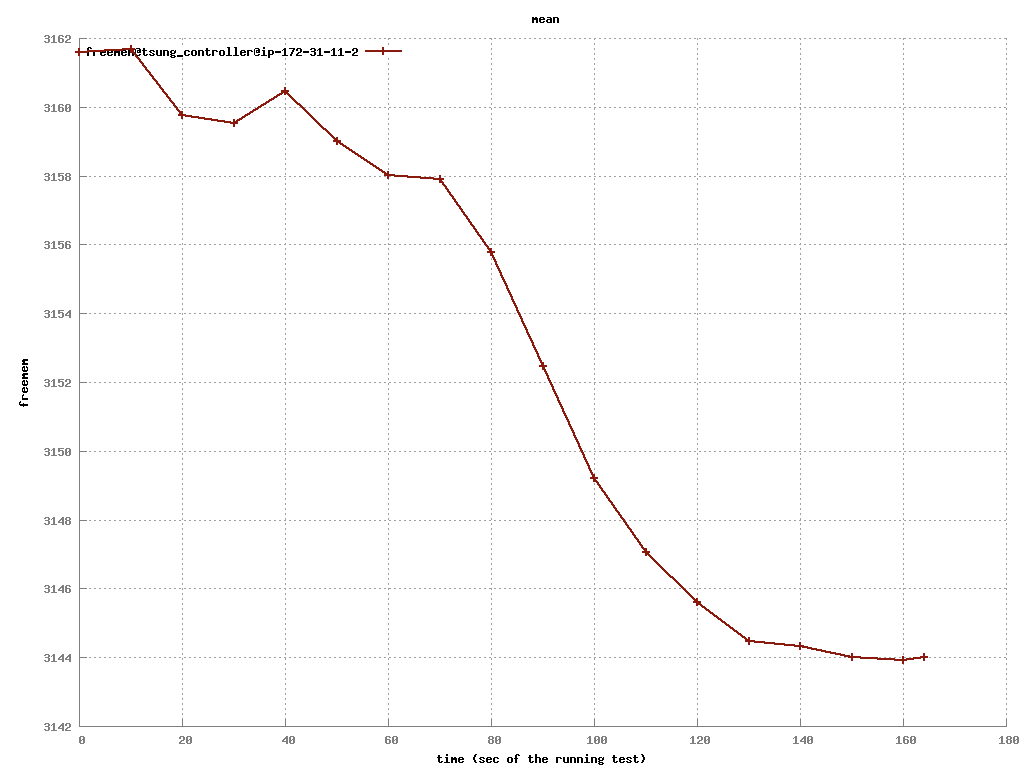 mean
3162
freemem@tsung_controller@ip-172-31-11-2
3160
3158
3156
3154
freemem
3152
3150
3148
3146
3144
3142
0 20 40 60 80 100 120 140 160 180
time (sec of the running test)